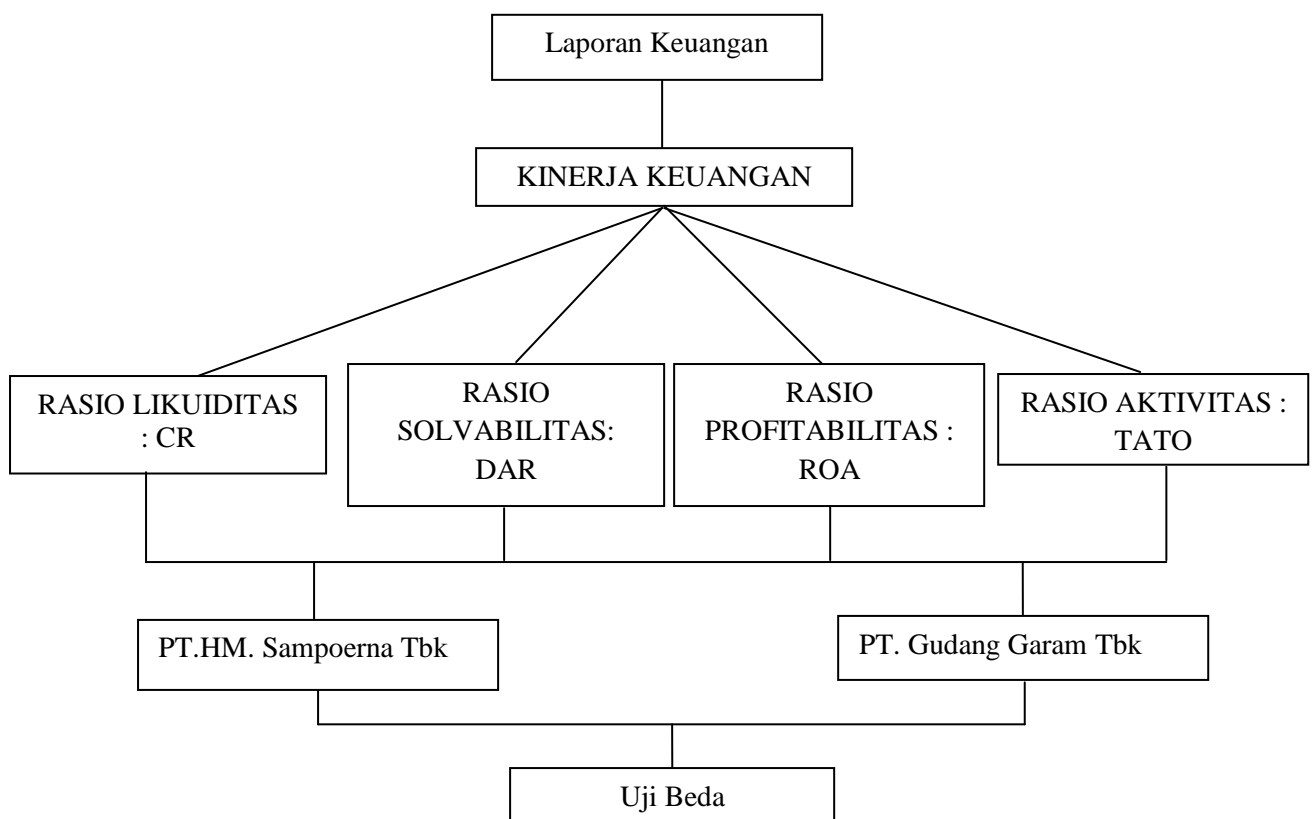 Laporan Keuangan
KINERJA KEUANGAN
RASIO LIKUIDITAS
: CR
RASIO
SOLVABILITAS:
DAR
RASIO
PROFITABILITAS :
ROA
RASIO AKTIVITAS :
TATO
PT.HM. Sampoerna Tbk
PT. Gudang Garam Tbk
Uji Beda